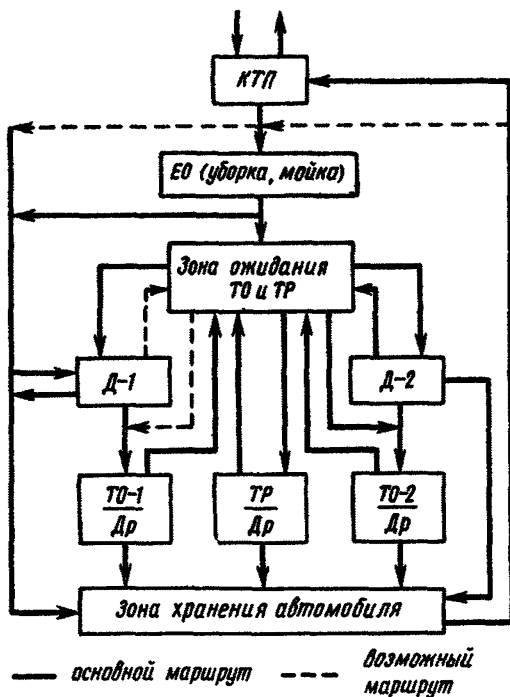 КТП
ЕО (уборка, мойка)
Зона ожидания
ТО и ТР
Д-1
Д-2
ТО-1
Др
ТР
Др
ТО-2
Др
Зона хранения автомобиля
основной маршрут
возможный
маршрут